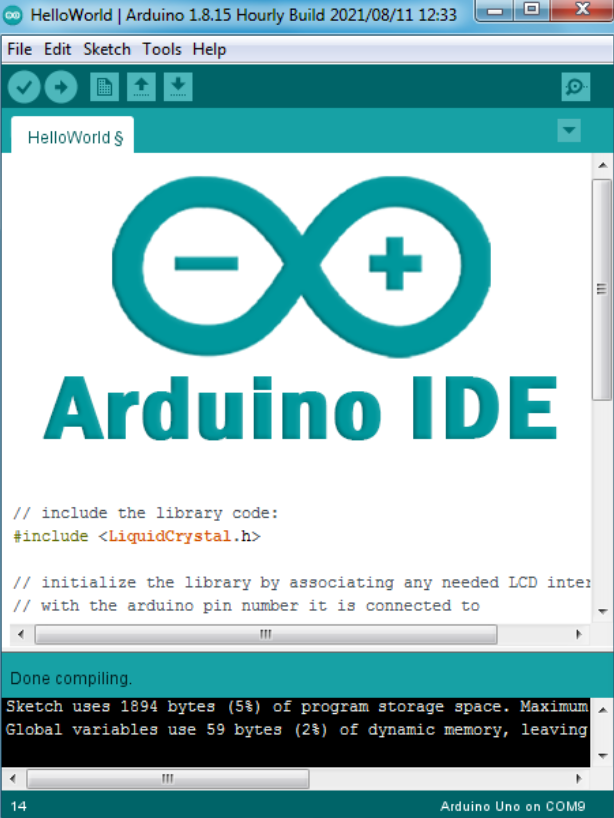 HelloWorld | Arduino 1.8.15 Hourly Build 2021/08/11 12:33
File Edit Sketch Tools Help
HelloWorld §
Arduino IDE
// include the library code:
#include <LiquidCrystal.h>
// initialize the library by associating any needed LCD inter
// with the arduino pin number it is connected to
Done compiling.
Sketch uses 1894 bytes (5%) of program storage space. Maximum
Global variables use 59 bytes (2%) of dynamic memory, leaving
14 Arduino Uno on COM9